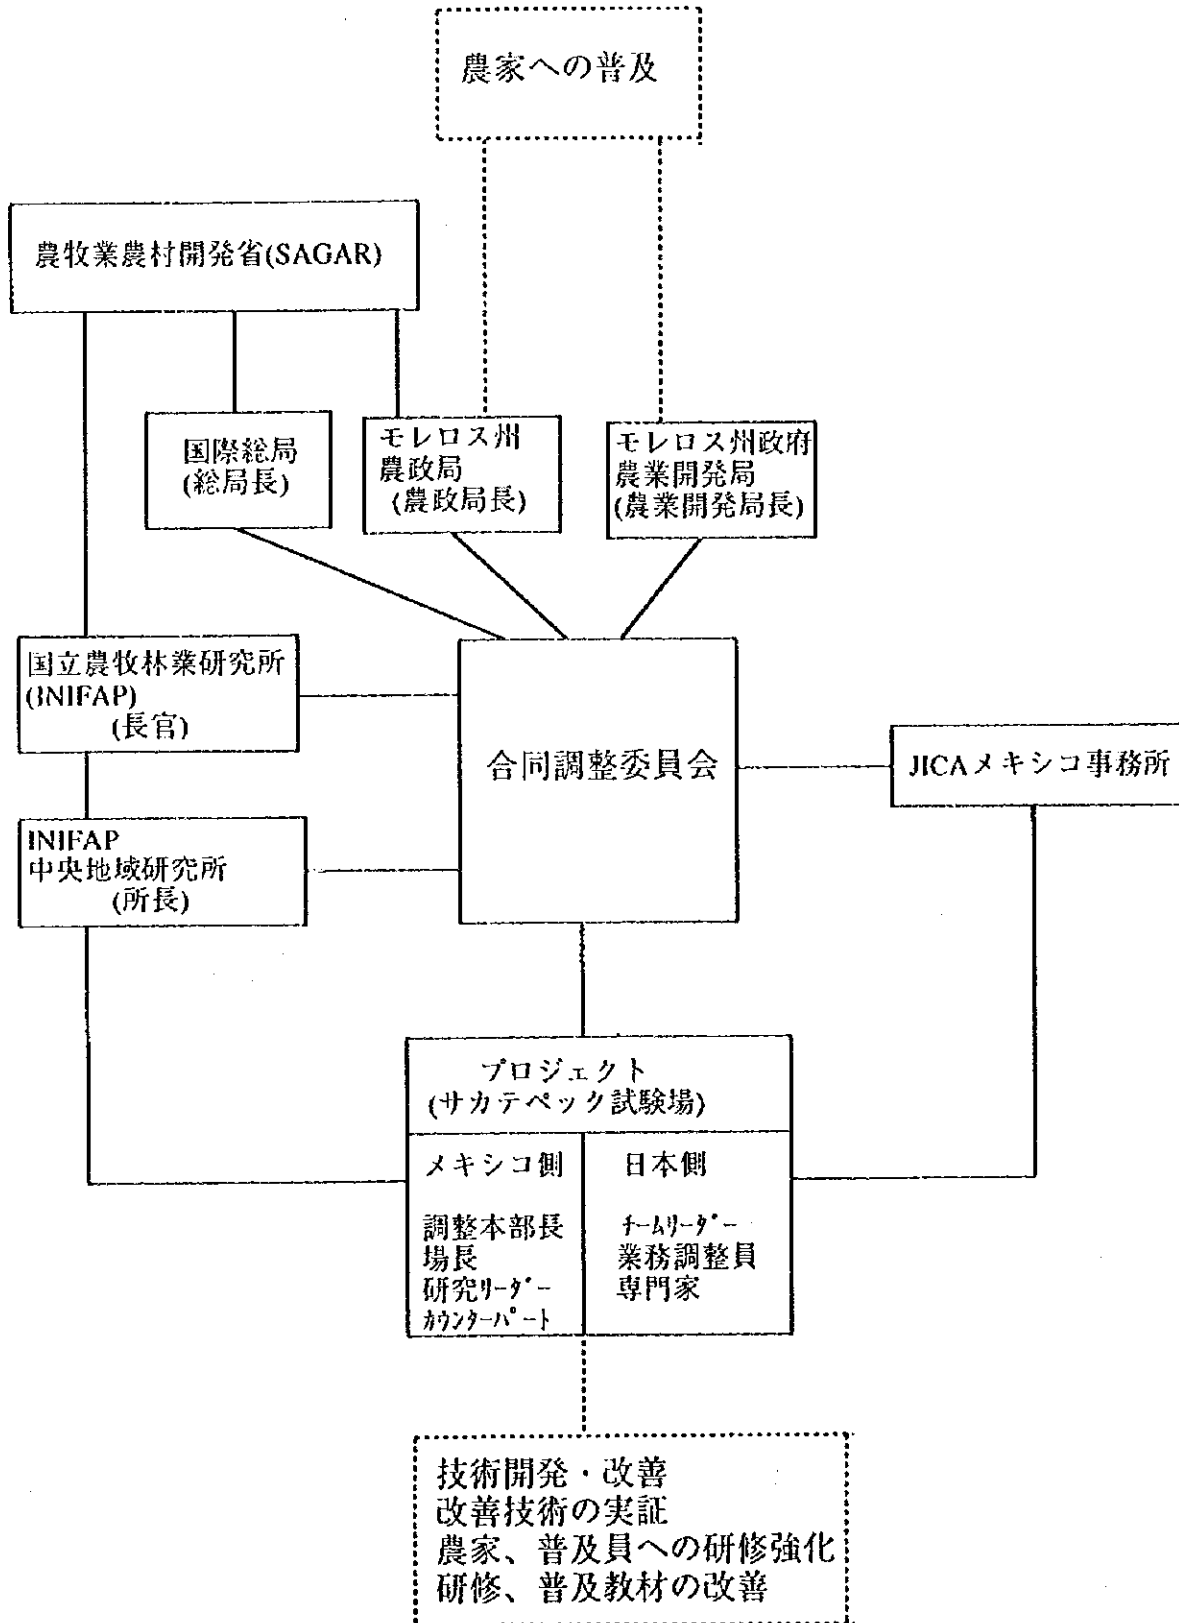 農家への普及
農牧業農村開発省(SAGAR)
国際総局
(総局長)
モレロス州
農政局
(農政局長)
モレロス州政府
農業開発局
(農業開発局長)
国立農牧林業研究所
(INIFAP)
(長官)
合同調整委員会
JICAメキシコ事務所
INIFAP
中央地域研究所
(所長)
プロジェクト
(サカテペック試験場)
メキシコ側
調整本部長
場長
研究リーダー
カウンターパート
日本側
チームリーダー
業務調整員
専門家
技術開発・改善
改善技術の実証
農家、普及員への研修強化
研修、普及教材の改善